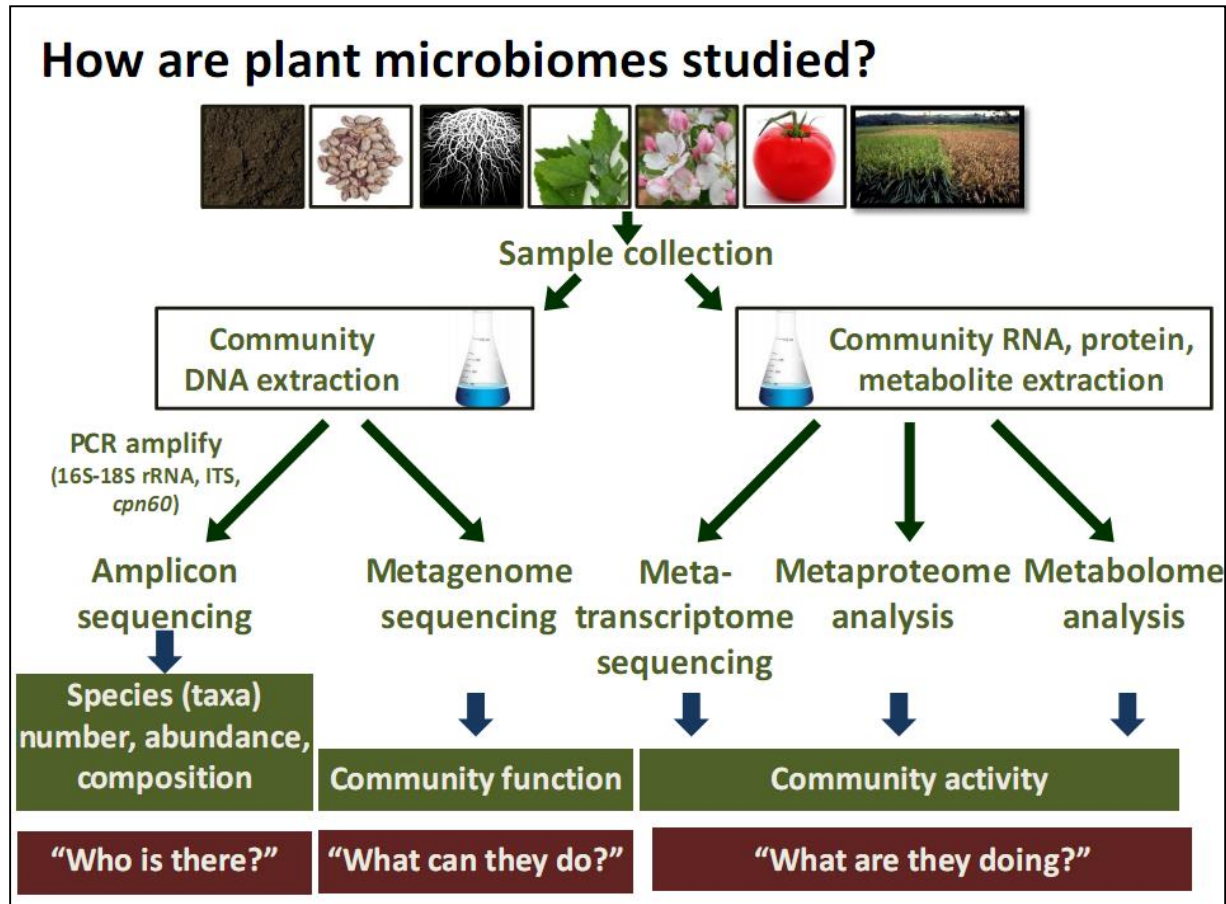 How are plant microbiomes studied?
Sample collection
Community
DNA extraction
Community RNA, protein,
metabolite extraction
PCR amplify
(16S-18S rRNA, ITS,
cpn60)
Amplicon
sequencing
Metagenome
sequencing
Meta-
transcriptome
sequencing
Metaproteome
analysis
Metabolome
analysis
Species (taxa)
number, abundance,
composition
Community function
Community activity
“Who is there?”
“What can they do?”
“What are they doing?”